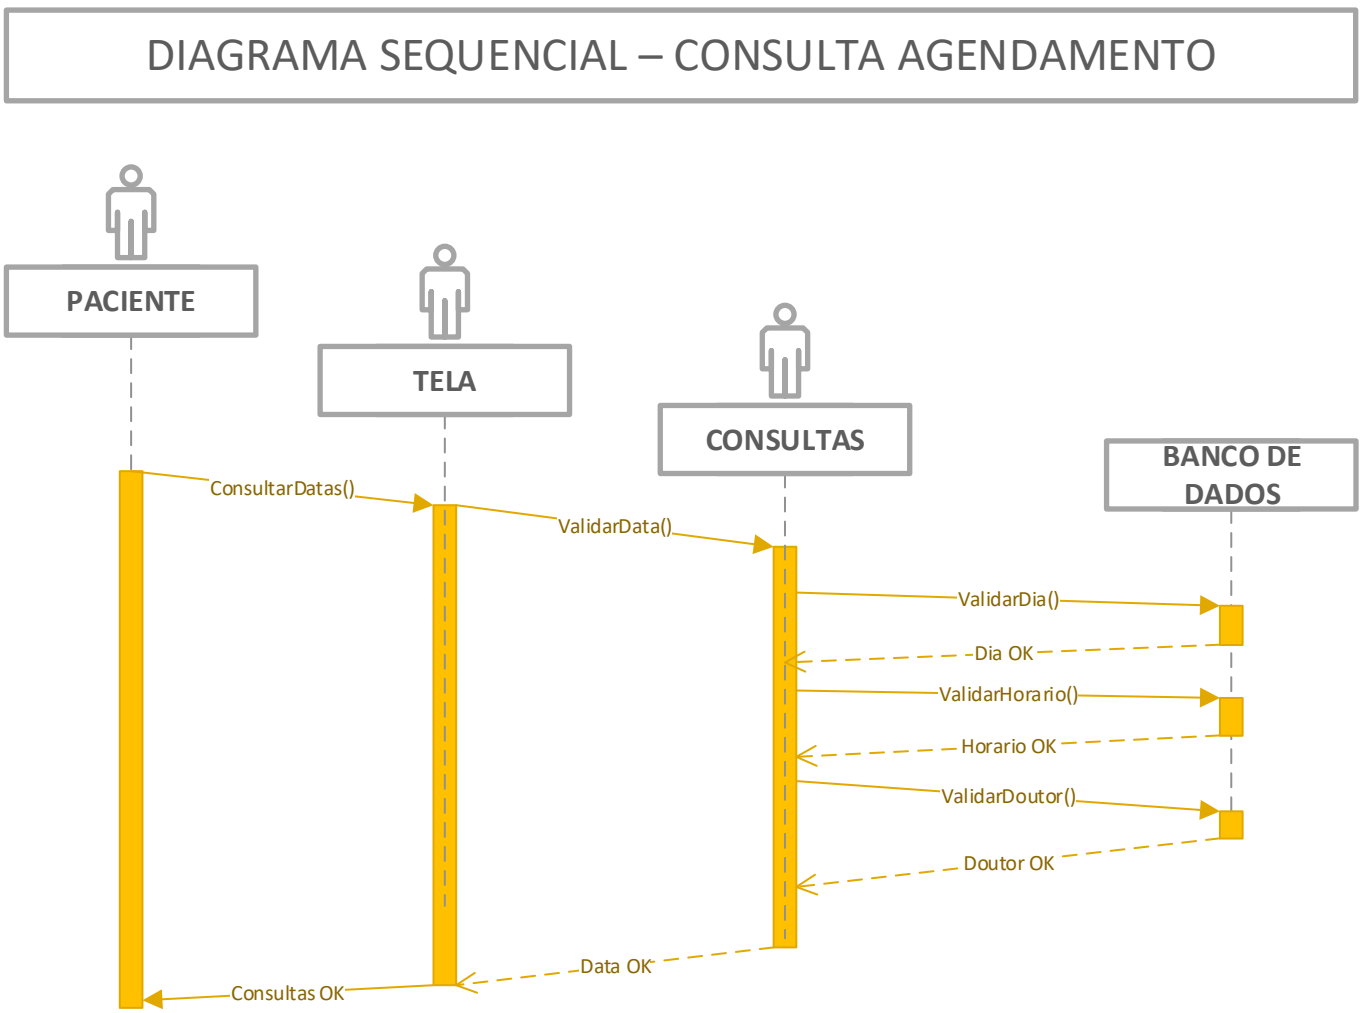 DIAGRAMA SEQUENCIAL – CONSULTA AGENDAMENTO
PACIENTE
TELA
CONSULTAS
BANCO DE
DADOS
ConsultarDatas()
ValidarData()
ValidarDia()
Dia OK
ValidarHorario()
Horario OK
ValidarDoutor()
Doutor OK
Data OK
Consultas OK